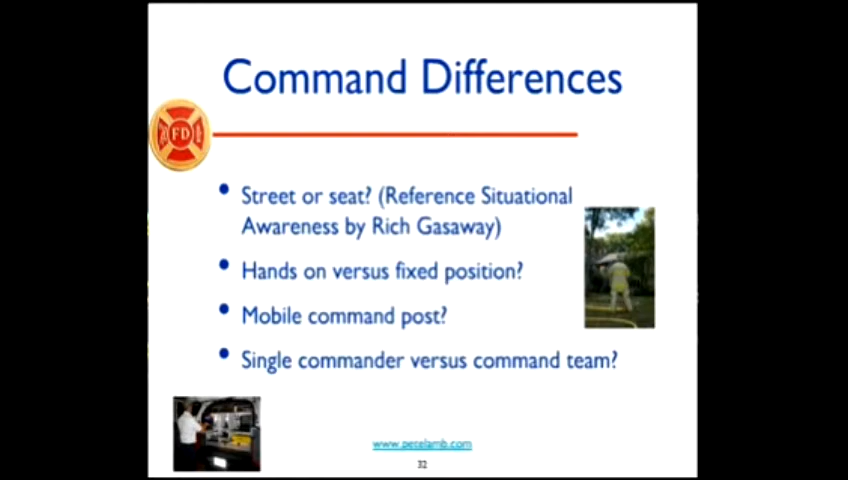 Command Differences
FD
• Street or seat? (Reference Situational
Awareness by Rich Gasaway)
• Hands on versus fixed position?
• Mobile command post?
• Single commander versus command team?
www.petelamb.com
32